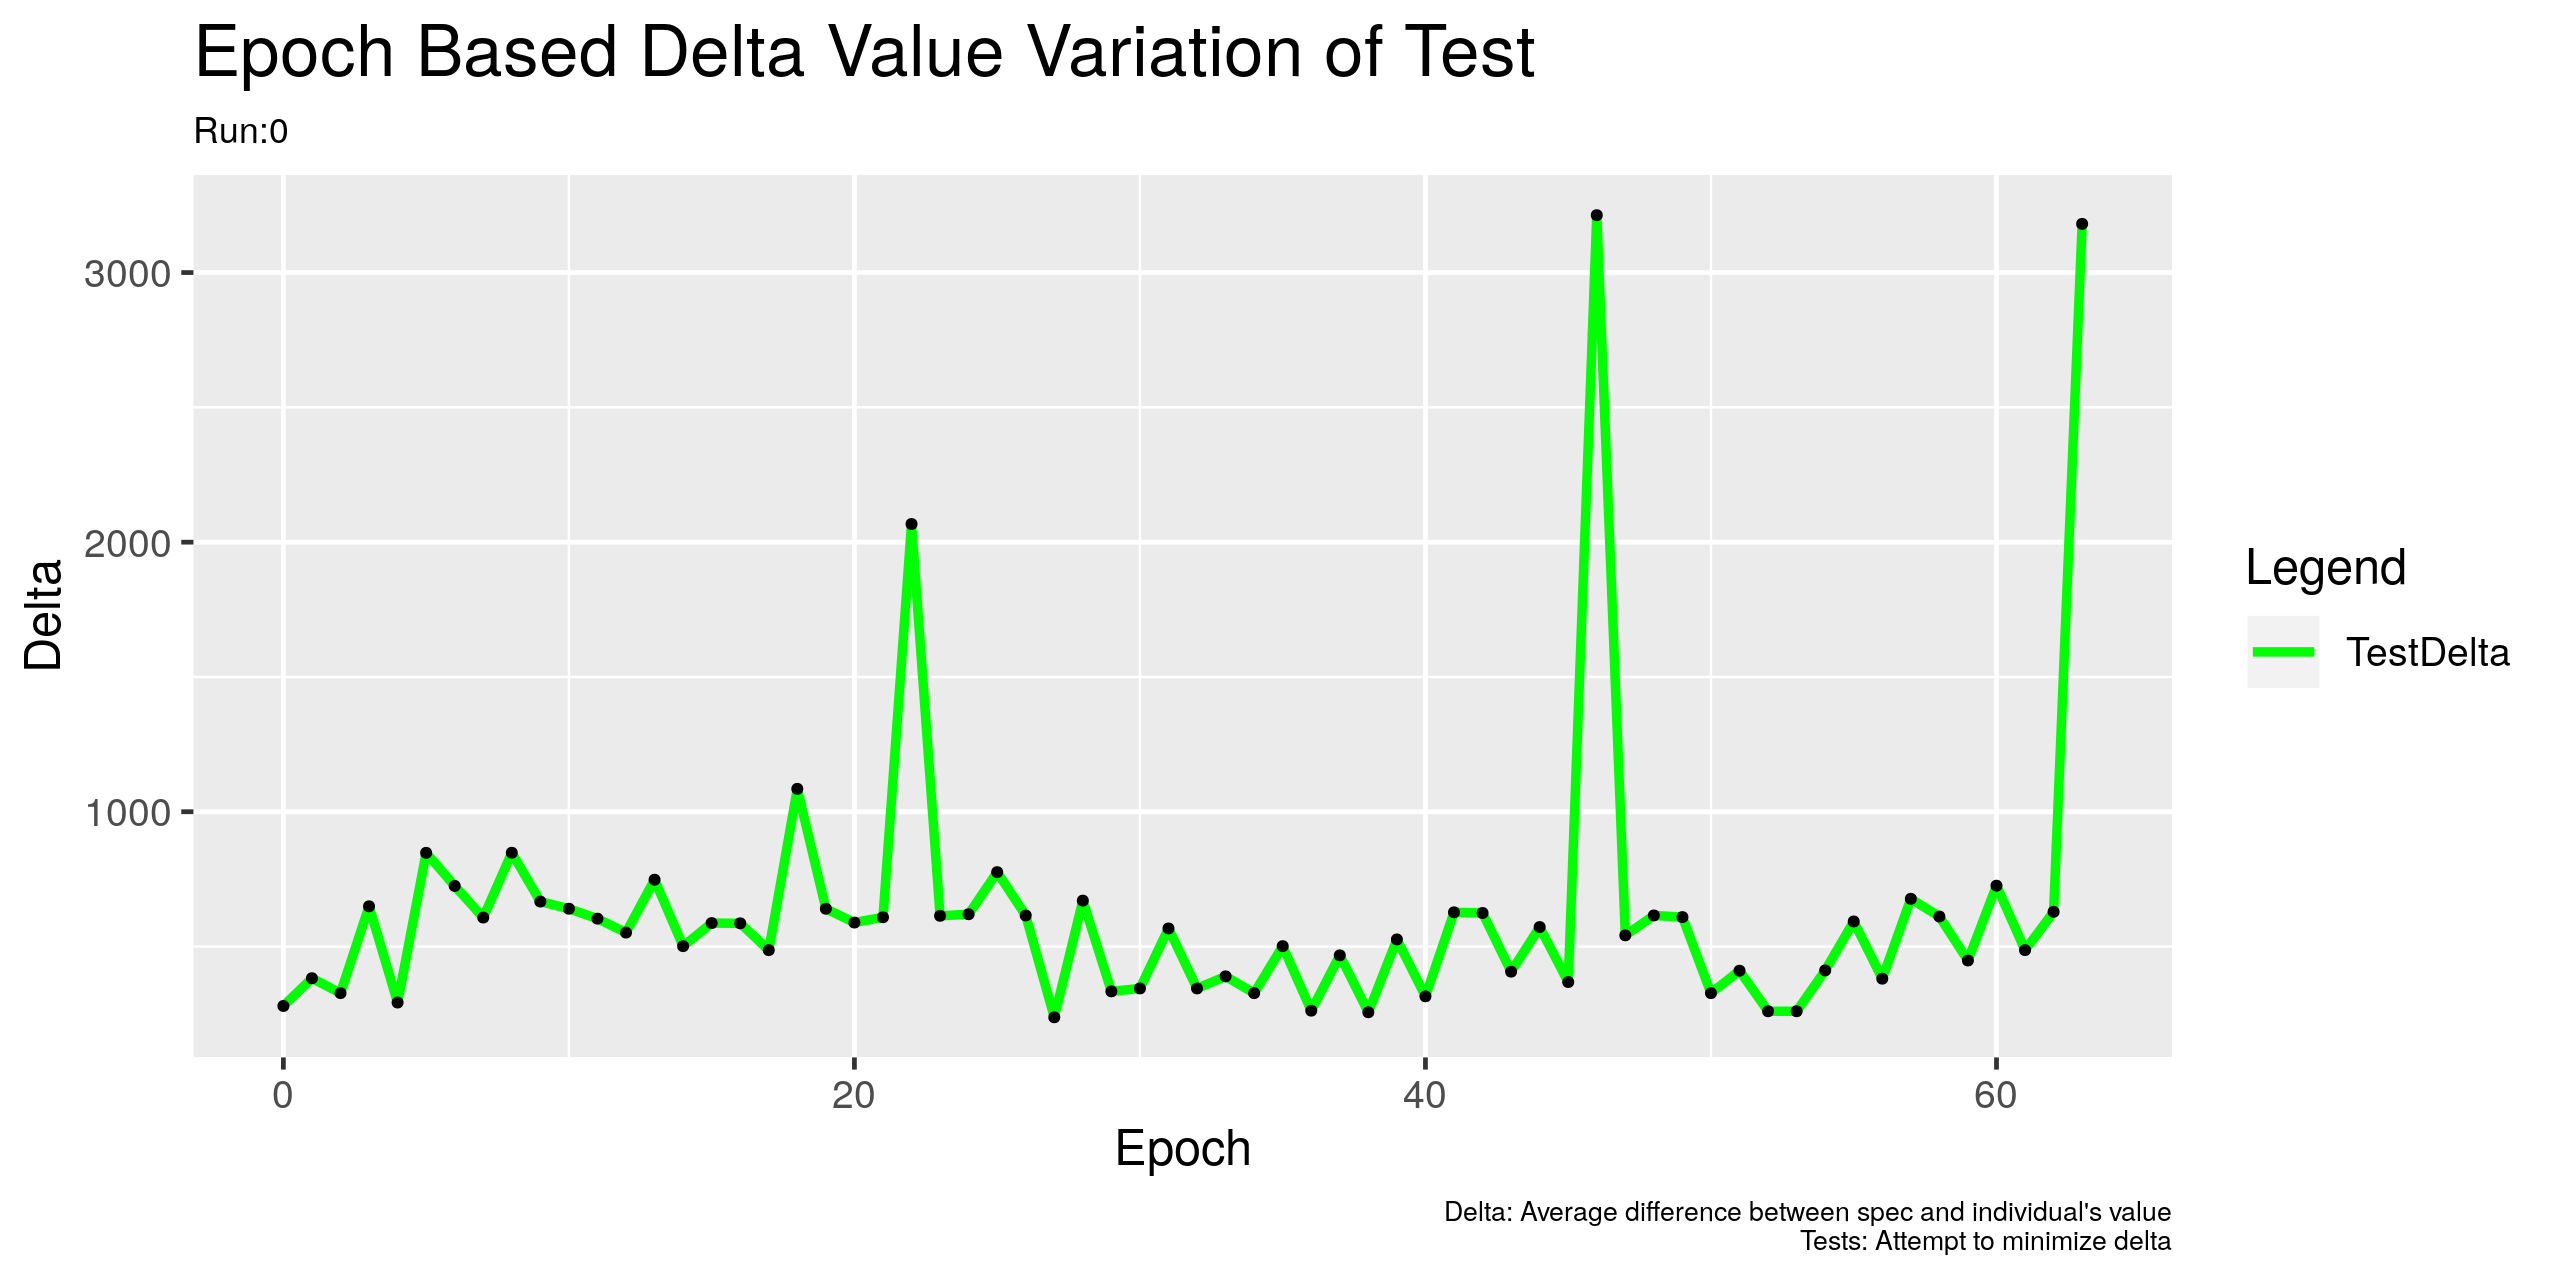 Epoch Based Delta Value Variation of Test
Run:0
3000
2000
1000
Delta
0
20
40
60
Epoch
Legend
TestDelta
Delta: Average difference between spec and individual's value
Tests: Attempt to minimize delta